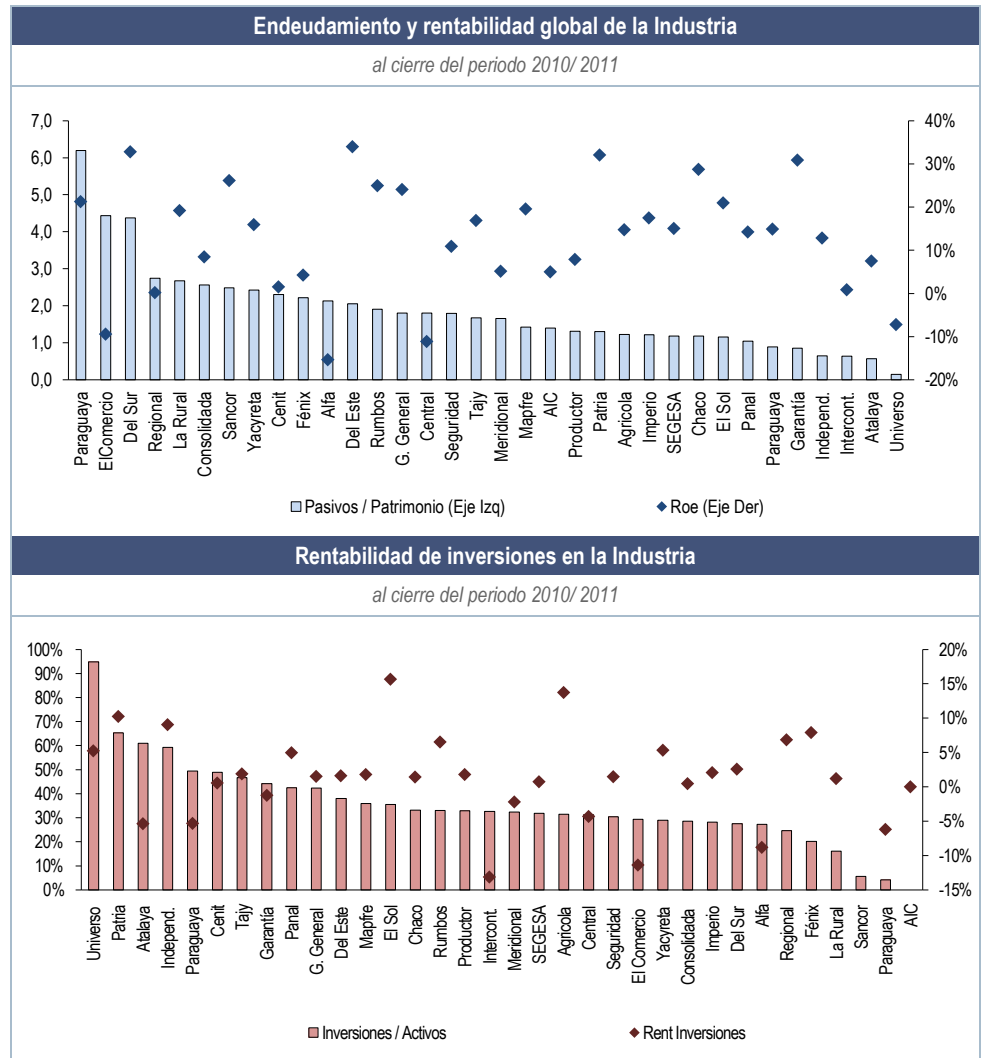 Endeudamiento y rentabilidad global de la Industria
al cierre del periodo 2010/ 2011
7,0
6,0
5,0
4,0
3,0
2,0
1,0
0,0
40%
30%
20%
10%
0%
-10%
-20%
Paraguaya
ElComercio
Del Sur
Regional
La Rural
Consolidada
Sancor
Yacyreta
Cenit
Fénix
Alfa
Del Este
Rumbos
G. General
Central
Seguridad
Tajy
Meridional
Mapfre
AIC
Productor
Patria
Agrícola
Imperio
SEGESA
Chaco
El Sol
Panal
Paraguaya
Garantía
Independ.
Intercont.
Atalaya
Universo
Pasivos / Patrimonio (Eje Izq)
Roe (Eje Der)
Rentabilidad de inversiones en la Industria
al cierre del periodo 2010/ 2011
100%
90%
80%
70%
60%
50%
40%
30%
20%
10%
0%
20%
15%
10%
5%
0%
-5%
-10%
-15%
Universo
Patria
Atalaya
Independ.
Paraguaya
Cenit
Tajy
Garantía
Panal
G. General
Del Este
Mapfre
El Sol
Chaco
Rumbos
Productor
Intercont.
Meridional
SEGESA
Agrícola
Central
Seguridad
El Comercio
Yacyreta
Consolidada
Imperio
Del Sur
Alfa
Regional
Fénix
La Rural
Sancor
Paraguaya
AIC
Inversiones / Activos
Rent Inversiones